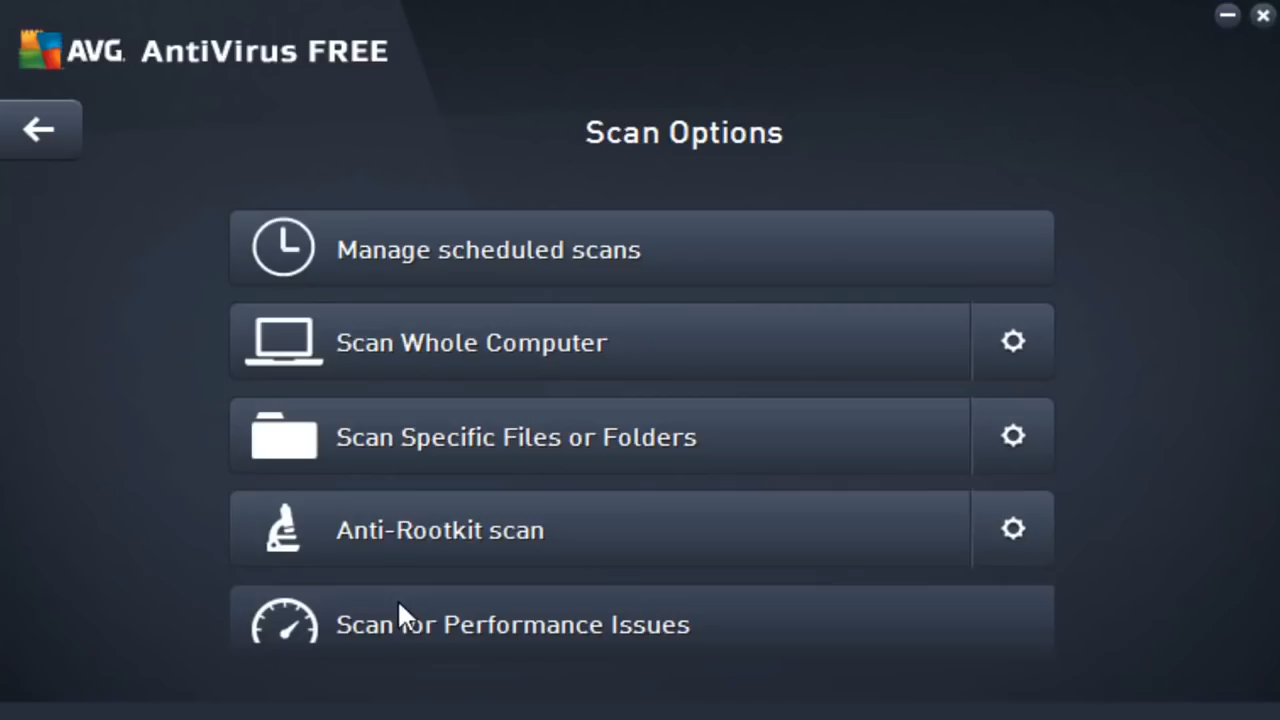 AVG. AntiVirus FREE
Scan Options
Manage scheduled scans
Scan Whole Computer
Scan Specific Files or Folders
Anti-Rootkit scan
Scan for Performance Issues